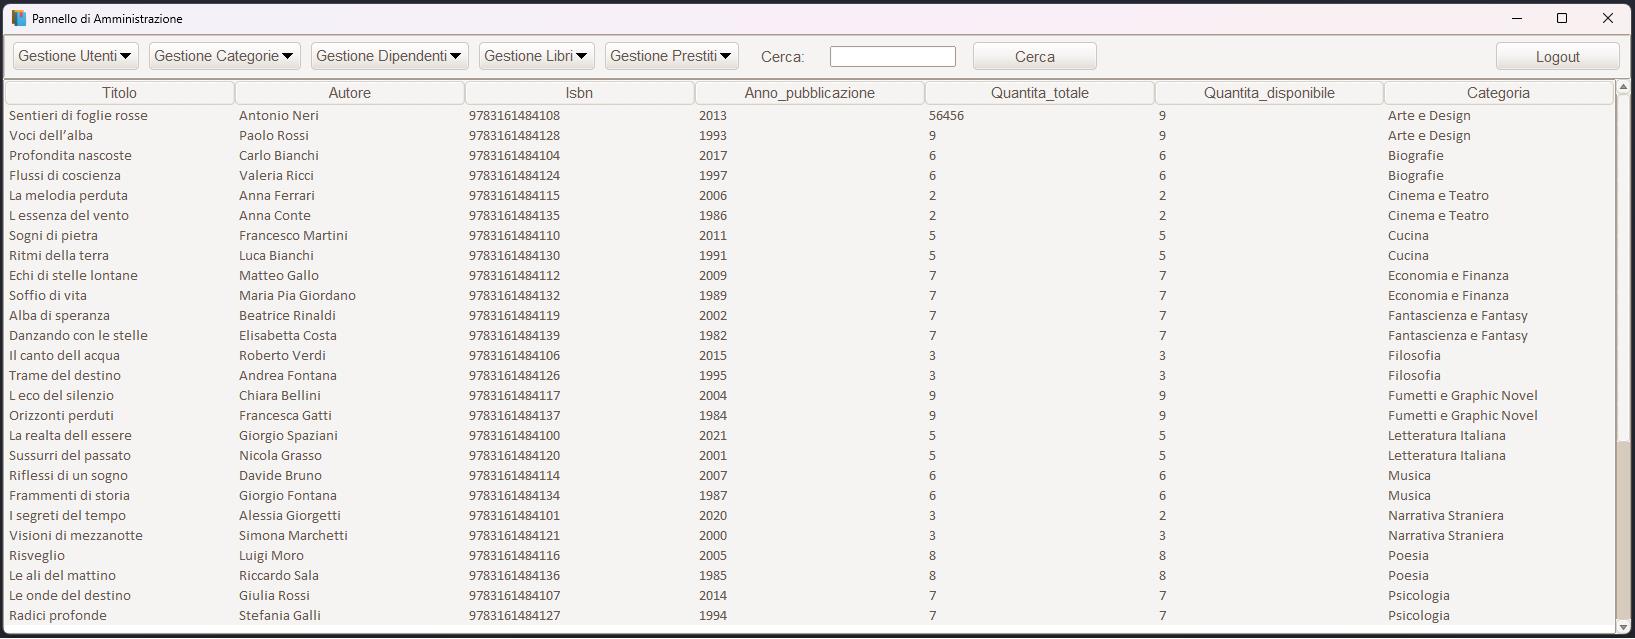 Pannello di Amministrazione
Gestione Utenti Gestione Categorie Gestione Dipendenti Gestione Libri Gestione Prestiti Cerca: Cerca Logout
Titolo Autore Isbn Anno_pubblicazione Quantita_totale Quantita_disponibile Categoria
Sentieri di foglie rosse Antonio Neri 9783161484108 2013 56456 9 Arte e Design
Voci dell’alba Paolo Rossi 9783161484128 1993 9 9 Arte e Design
Profondita nascoste Carlo Bianchi 9783161484104 2017 6 6 Biografie
Flussi di coscienza Valeria Ricci 9783161484124 1997 6 6 Biografie
La melodia perduta Anna Ferrari 9783161484115 2006 2 2 Cinema e Teatro
L essenza del vento Anna Conte 9783161484135 1986 2 2 Cinema e Teatro
Sogni di pietra Francesco Martini 9783161484110 2011 5 5 Cucina
Ritmi della terra Luca Bianchi 9783161484130 1991 5 5 Cucina
Echi di stelle lontane Matteo Gallo 9783161484112 2009 7 7 Economia e Finanza
Soffio di vita Maria Pia Giordano 9783161484132 1989 7 7 Economia e Finanza
Alba di speranza Beatrice Rinaldi 9783161484119 2002 7 7 Fantascienza e Fantasy
Danzando con le stelle Elisabetta Costa 9783161484139 1982 7 7 Fantascienza e Fantasy
Il canto dell acqua Roberto Verdi 9783161484106 2015 3 3 Filosofia
Trame del destino Andrea Fontana 9783161484126 1995 3 3 Filosofia
L eco del silenzio Chiara Bellini 9783161484117 2004 9 9 Fumetti e Graphic Novel
Orizzonti perduti Francesca Gatti 9783161484137 1984 9 9 Fumetti e Graphic Novel
La realta dell essere Giorgio Spaziani 9783161484100 2021 5 5 Letteratura Italiana
Sussurri del passato Nicola Grasso 9783161484120 2001 5 5 Letteratura Italiana
Riflessi di un sogno Davide Bruno 9783161484114 2007 6 6 Musica
Frammenti di storia Giorgio Fontana 9783161484134 1987 6 6 Musica
I segreti del tempo Alessia Giorgetti 9783161484101 2020 3 2 Narrativa Straniera
Visioni di mezzanotte Simona Marchetti 9783161484121 2000 3 3 Narrativa Straniera
Risveglio Luigi Moro 9783161484116 2005 8 8 Poesia
Le ali del mattino Riccardo Sala 9783161484136 1985 8 8 Poesia
Le onde del destino Giulia Rossi 9783161484107 2014 7 7 Psicologia
Radici profonde Stefania Galli 9783161484127 1994 7 7 Psicologia